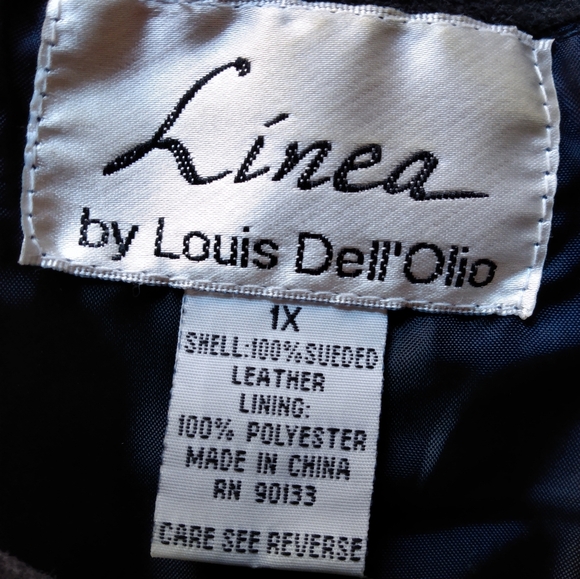 Linea
by Louis Dell'Olio
1X
SHELL:100%SUEDED
LEATHER
LINING:
100% POLYESTER
MADE IN CHINA
RN 90133
CARE SEE REVERSE